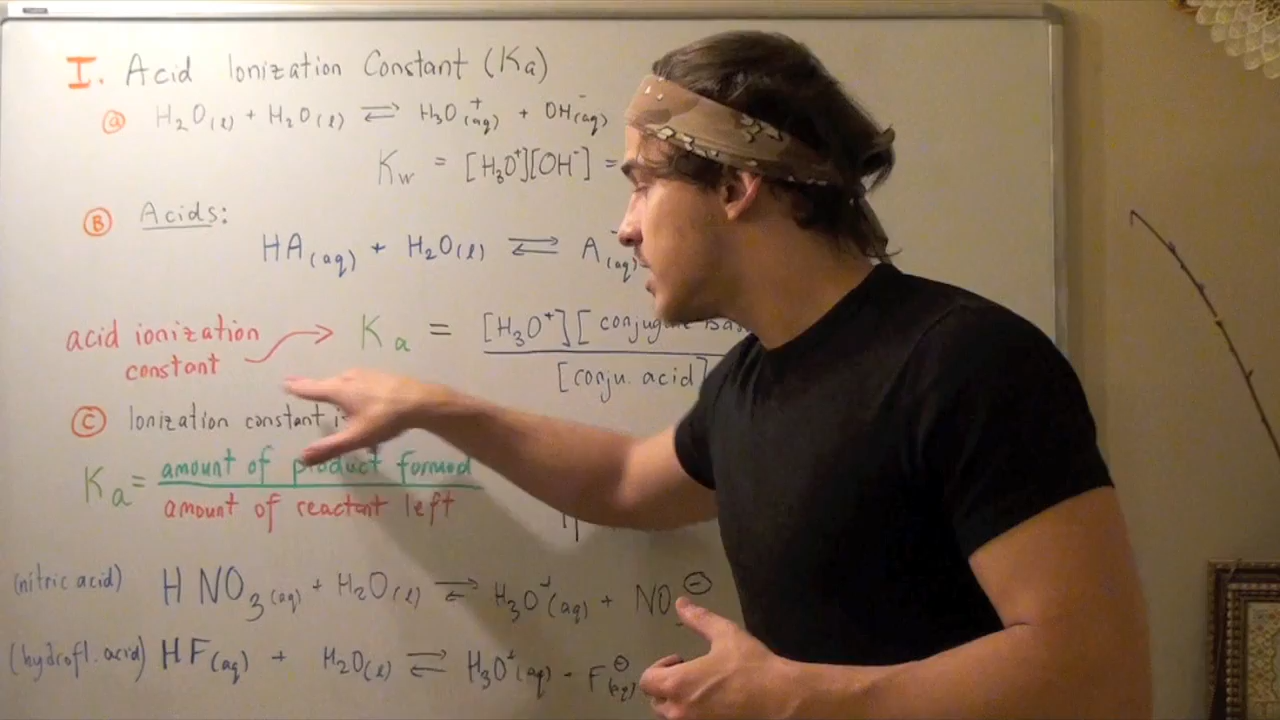 I. Acid Ionization Constant (Ka)
a H₂O(l) + H₂O(l) ⇌ H₃O⁺(aq) + OH⁻(aq)
Kw = [H₃O⁺][OH⁻] =
B Acids:
HA(aq) + H₂O(l) ⇌ A⁻(aq)
acid ionization constant → Ka = [H₃O⁺][conjugate Bas
[conju. acid]
C Ionization constant i
Ka = amount of product formed
amount of reactant left
(nitric acid) HNO₃(aq) + H₂O(l) ⇌ H₃O⁺(aq) + NO ⊖
(hydrofl. acid) HF(aq) + H₂O(l) ⇌ H₃O⁺(aq) - F⊖(aq)